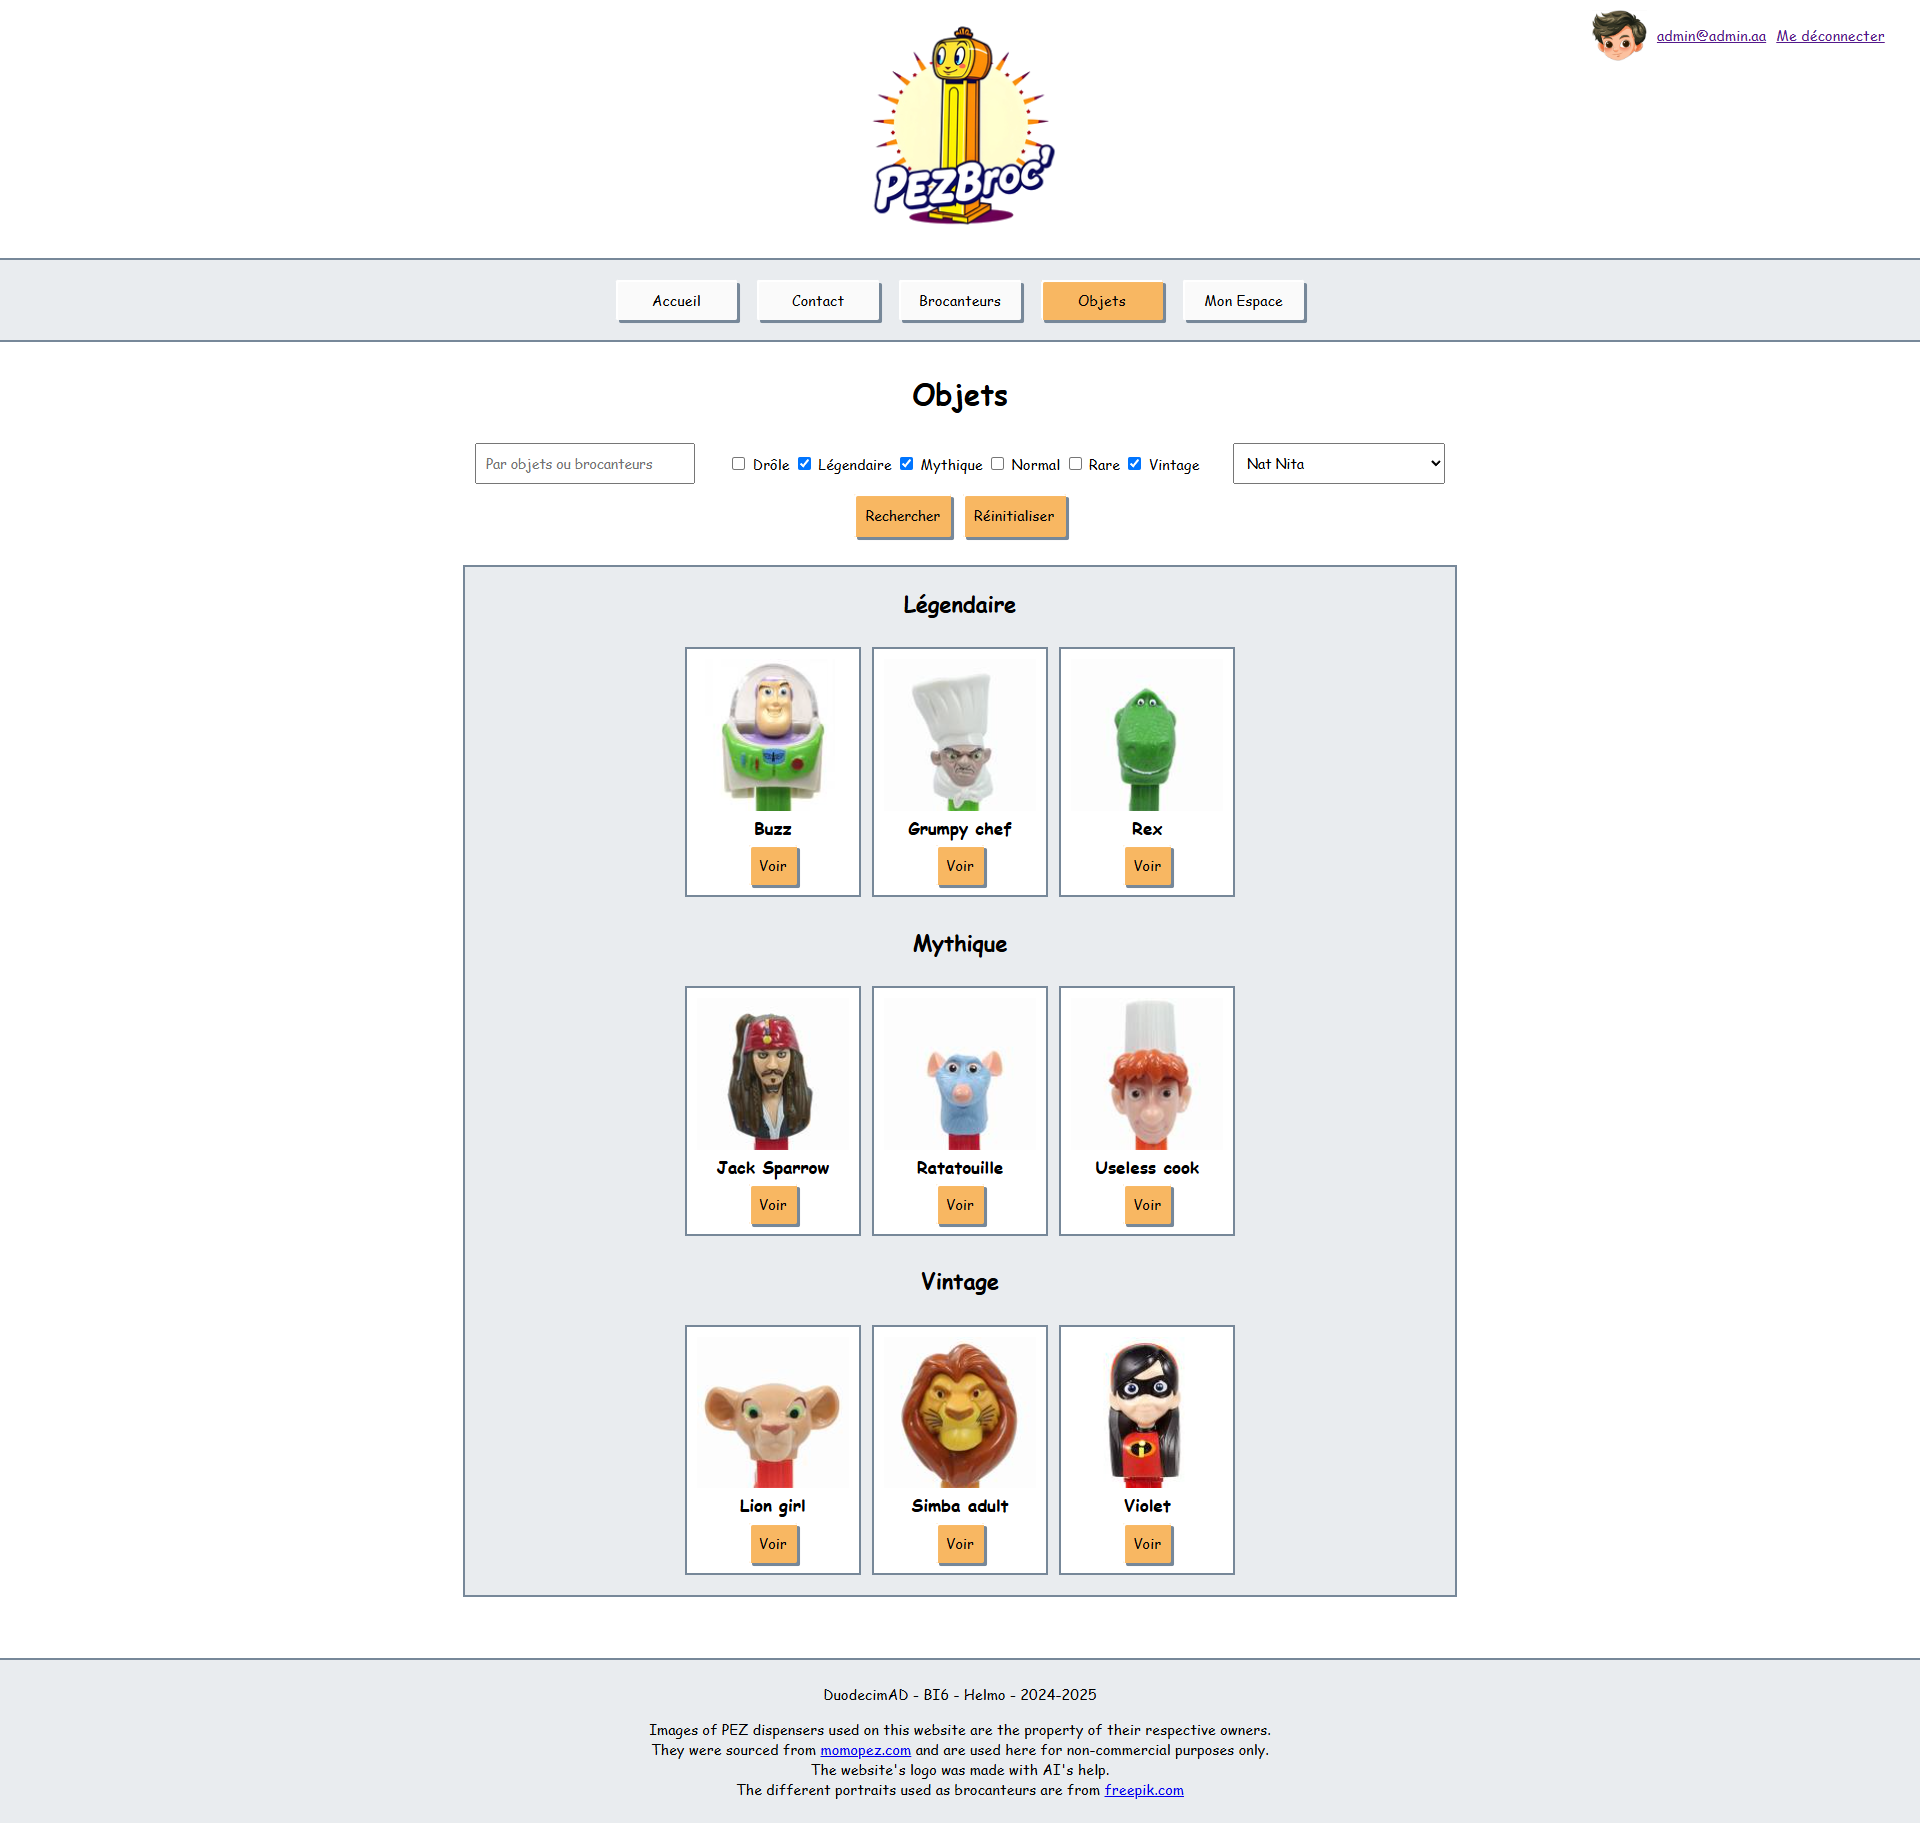 admin@admin.aa Me déconnecter
PEZBroc'
Accueil Contact Brocanteurs Objets Mon Espace
Objets
Par objets ou brocanteurs Drôle Légendaire Mythique Normal Rare Vintage Nat Nita
Rechercher Réinitialiser
Légendaire
Buzz Grumpy chef Rex
Voir Voir Voir
Mythique
Jack Sparrow Ratatouille Useless cook
Voir Voir Voir
Vintage
Lion girl Simba adult Violet
Voir Voir Voir
DuodecimAD - BI6 - Helmo - 2024-2025
Images of PEZ dispensers used on this website are the property of their respective owners.
They were sourced from momopez.com and are used here for non-commercial purposes only.
The website's logo was made with AI's help.
The different portraits used as brocanteurs are from freepik.com